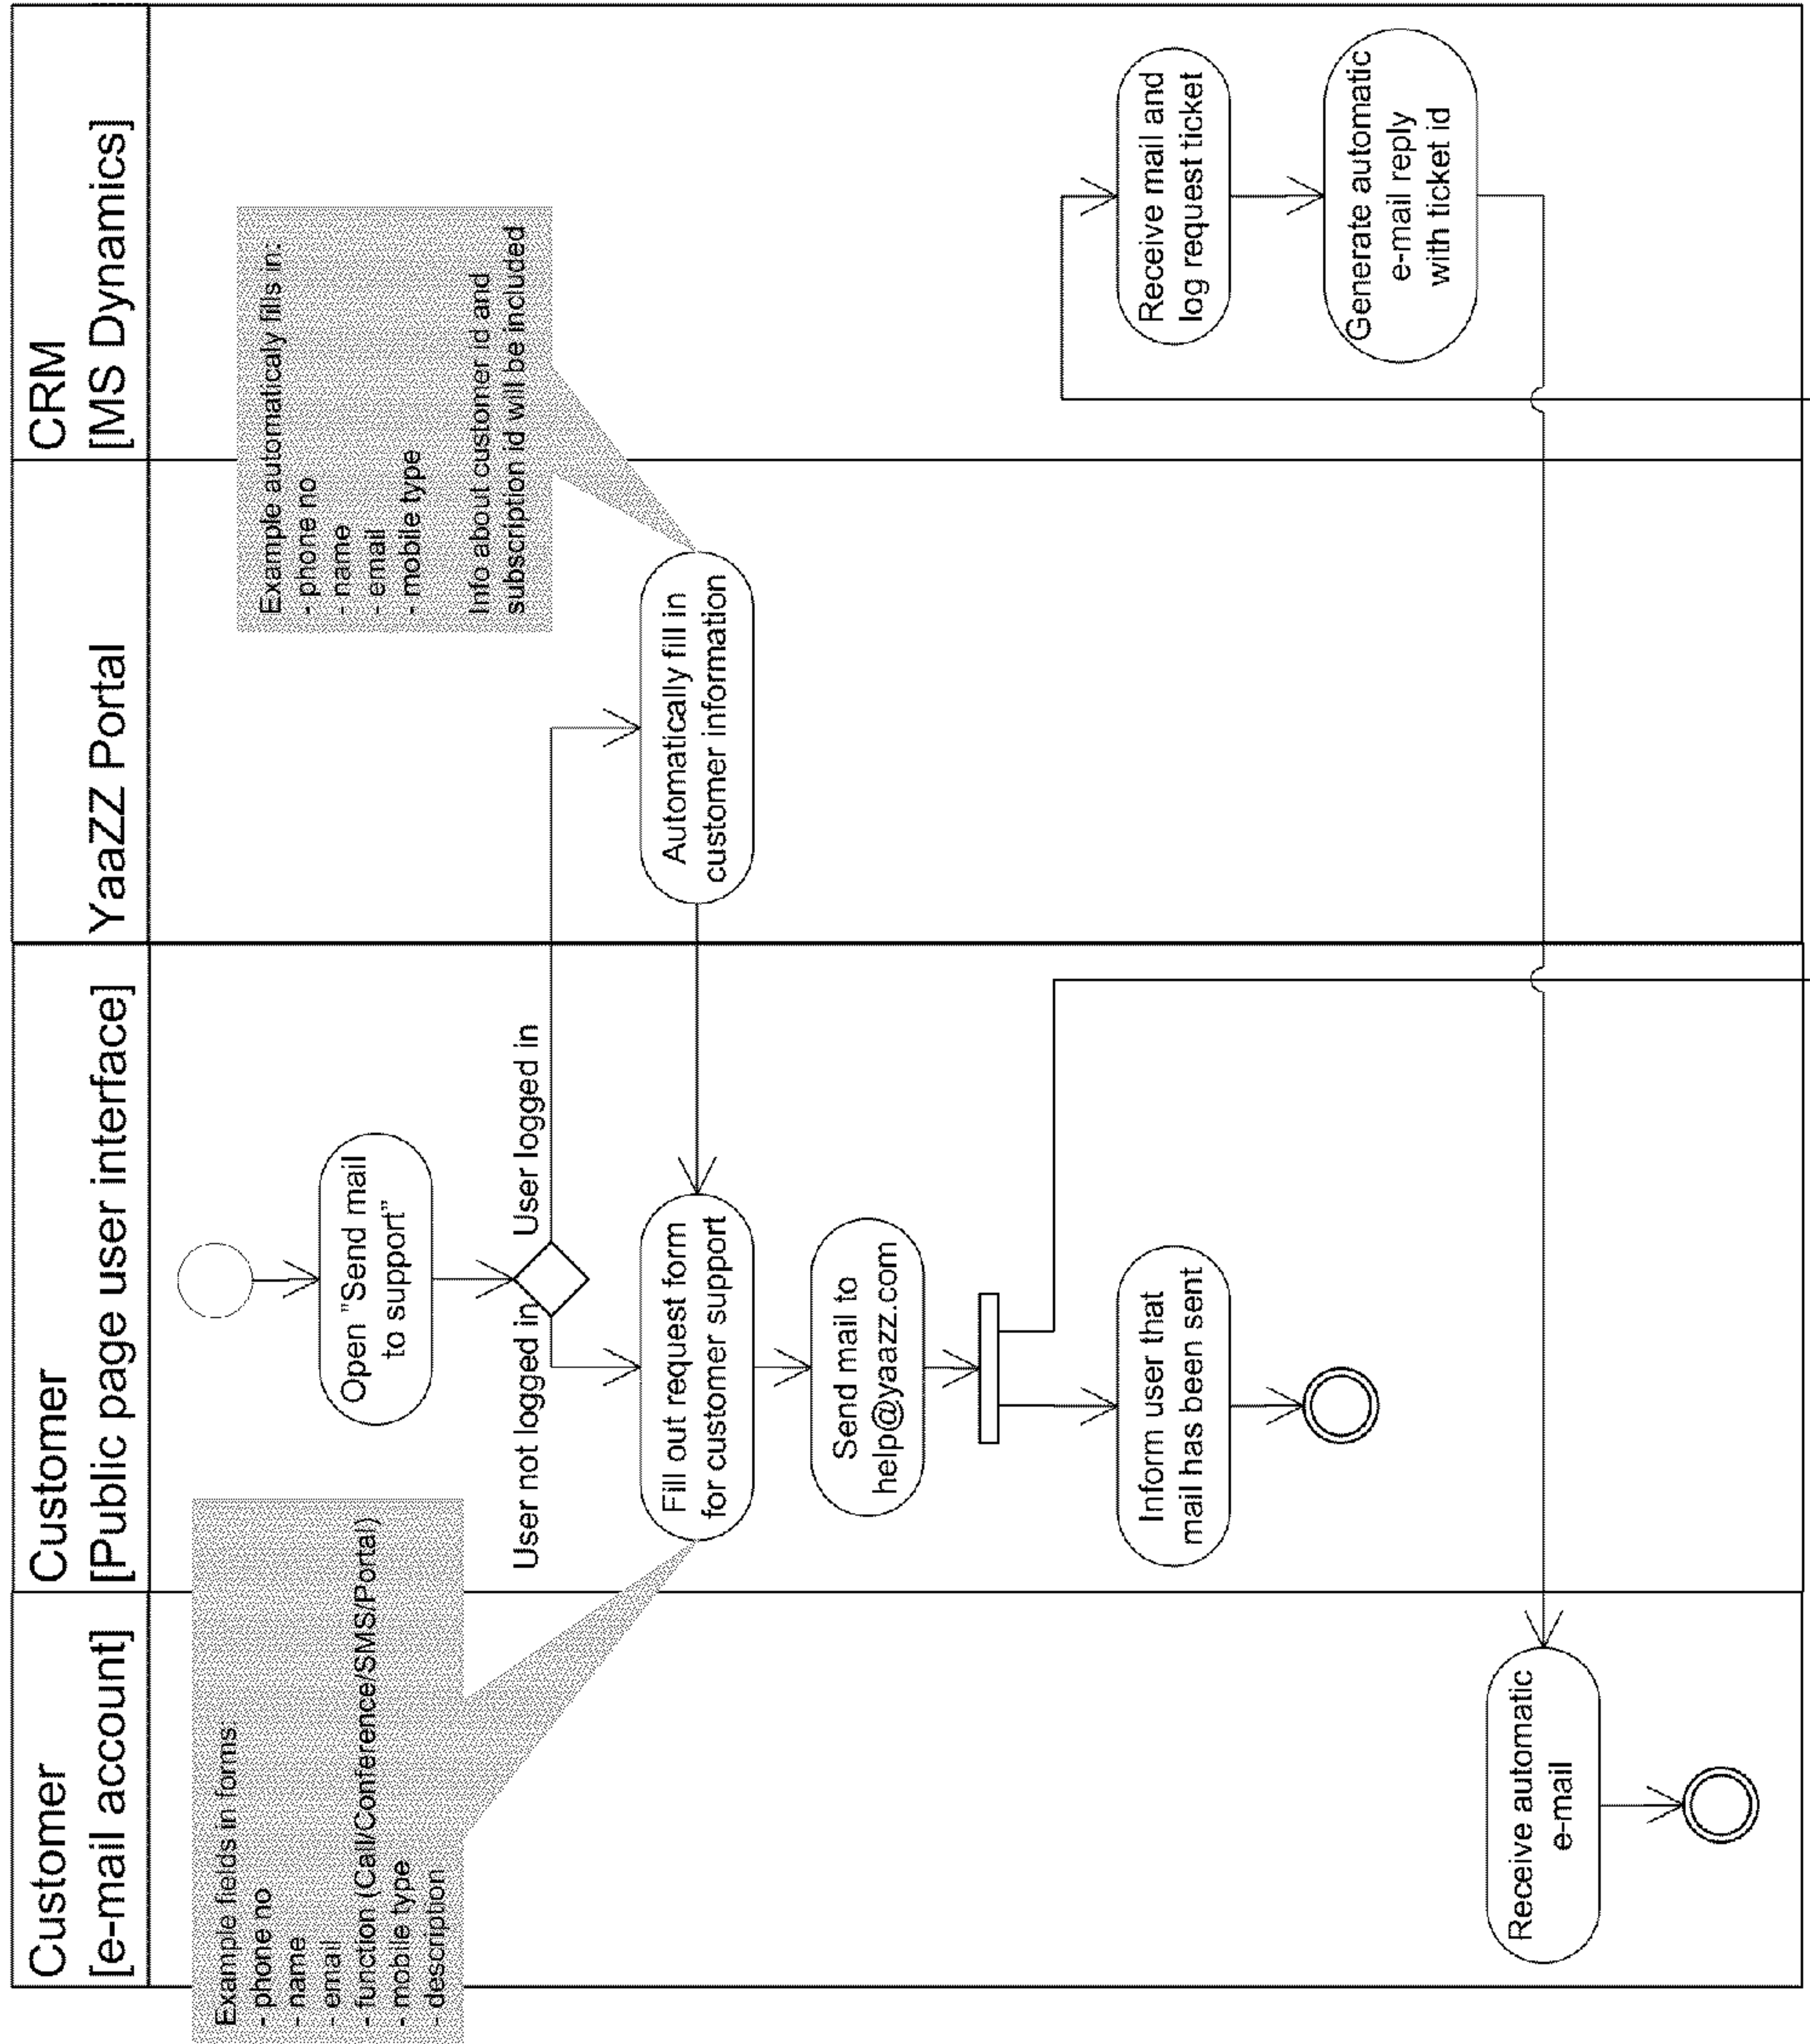 Customer
[e-mail account]
Customer
[Public page user interface]
YaaZZ Portal
CRM
[MS Dynamics]
Example fields in forms:
- phone no
- name
- email
- function (Call/Conference/SMS/Portal)
- mobile type
- description
Open "Send mail
to support"
User not logged in
User logged in
Example automaticaly fills in:
- phone no
- name
- email
- mobile type
Info about customer id and
subscription id will be included
Automatically fill in
customer information
Fill out request form
for customer support
Send mail to
help@yaazz.com
Inform user that
mail has been sent
Receive mail and
log request ticket
Generate automatic
e-mail reply
with ticket id
Receive automatic
e-mail